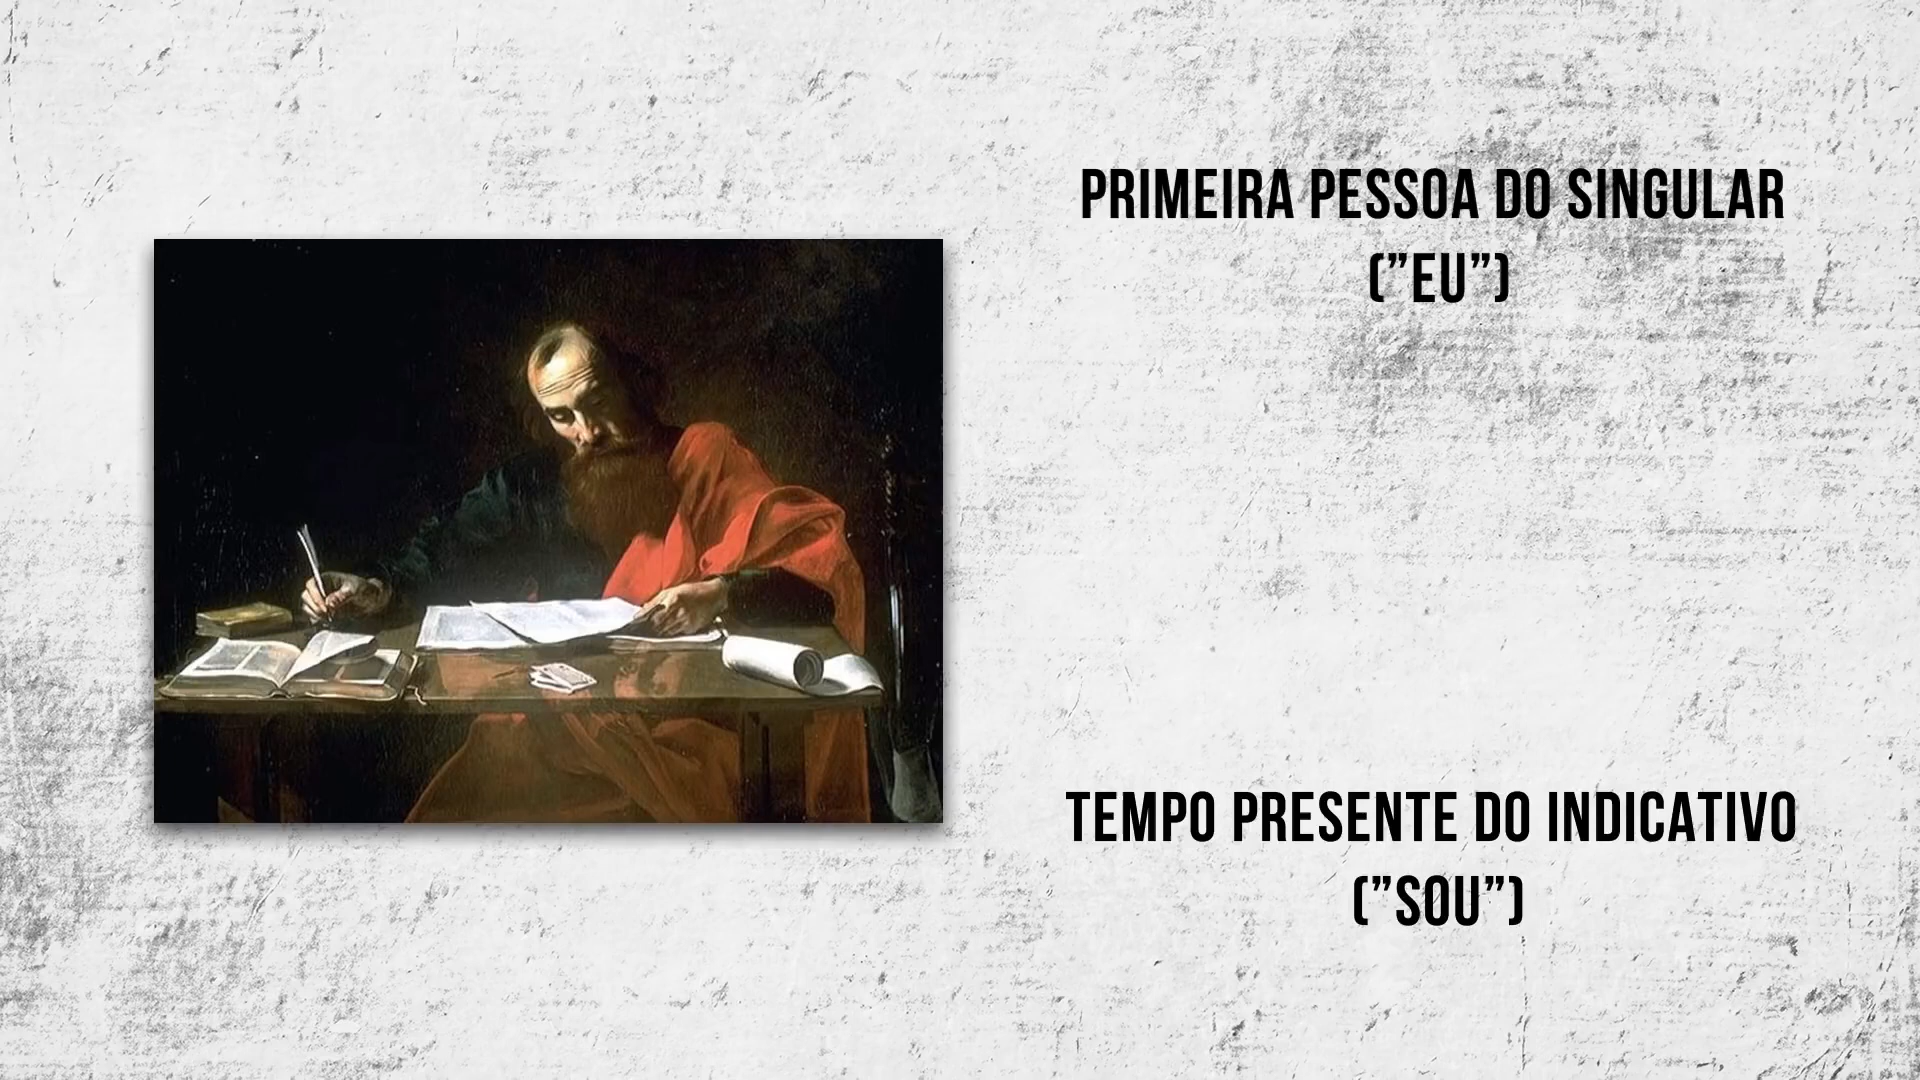 PRIMEIRA PESSOA DO SINGULAR
(”EU”)
TEMPO PRESENTE DO INDICATIVO
(”SOU”)